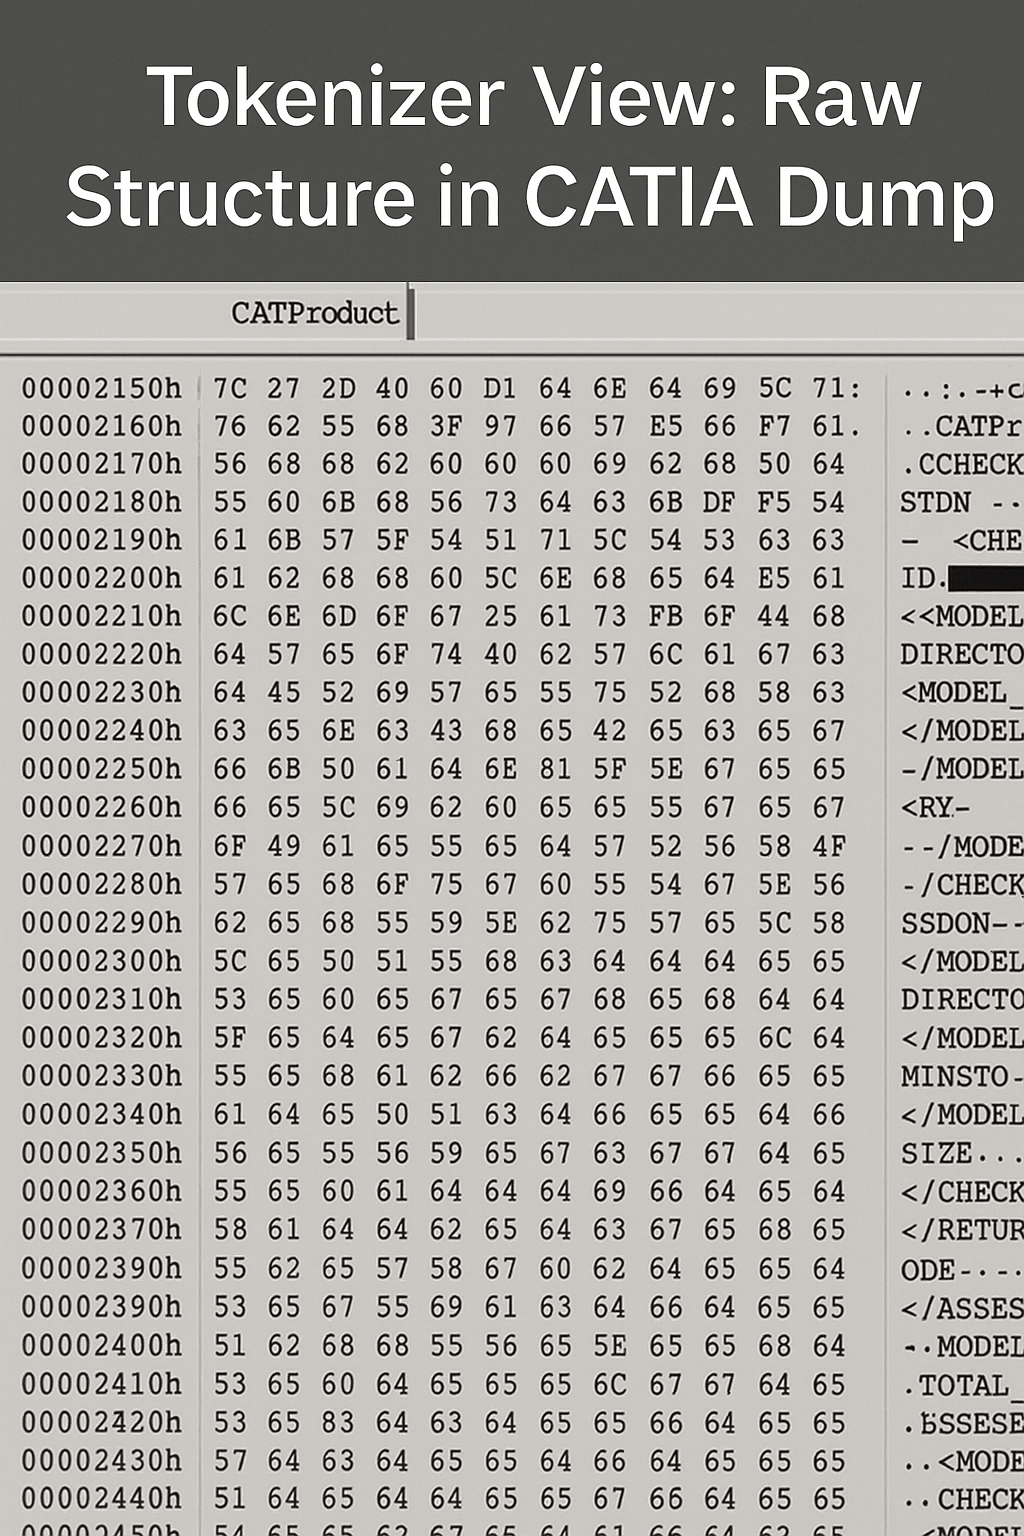 Tokenizer View: Raw
Structure in CATIA Dump
CATProduct
00002150h 7C 27 2D 40 60 D1 64 6E 64 69 5C 71: ..:.-+c
00002160h 76 62 55 68 3F 97 66 57 E5 66 F7 61. ..CATPr
00002170h 56 68 68 62 60 60 60 69 62 68 50 64 .CCHECK
00002180h 55 60 6B 68 56 73 64 63 6B DF F5 54 STDN --
00002190h 61 6B 57 5F 54 51 71 5C 54 53 63 63 – <CHE
00002200h 61 62 68 68 60 5C 6E 68 65 64 E5 61 ID.
00002210h 6C 6E 6D 6F 67 25 61 73 FB 6F 44 68 <<MODEL
00002220h 64 57 65 6F 74 40 62 57 6C 61 67 63 DIRECTO
00002230h 64 45 52 69 57 65 55 75 52 68 58 63 <MODEL_
00002240h 63 65 6E 63 43 68 65 42 65 63 65 67 </MODEL
00002250h 66 6B 50 61 64 6E 81 5F 5E 67 65 65 -/MODEL
00002260h 66 65 5C 69 62 60 65 65 55 67 65 67 <RY-
00002270h 6F 49 61 65 55 65 64 57 52 56 58 4F --/MODE
00002280h 57 65 68 6F 75 67 60 55 54 67 5E 56 -/CHECK
00002290h 62 65 68 55 59 5E 62 75 57 65 5C 58 SSDON--
00002300h 5C 65 50 51 55 68 63 64 64 64 65 65 </MODEL
00002310h 53 65 60 65 67 65 67 68 65 68 64 64 DIRECTO
00002320h 5F 65 64 65 67 62 64 65 65 65 6C 64 </MODEL
00002330h 55 65 68 61 62 66 62 67 67 66 65 65 MINSTO-
00002340h 61 64 65 50 51 63 64 66 65 65 64 66 </MODEL
00002350h 56 65 55 56 59 65 67 63 67 67 64 65 SIZE...
00002360h 55 65 60 61 64 64 64 69 66 64 65 64 </CHECK
00002370h 58 61 64 64 62 65 64 63 67 65 68 65 </RETUR
00002390h 55 62 65 57 58 67 60 62 64 65 65 64 ODE-·-·
00002390h 53 65 67 55 69 61 63 64 66 64 65 65 </ASSES
00002400h 51 62 68 68 55 56 65 5E 65 65 68 64 -·MODEL
00002410h 53 65 60 64 65 65 65 6C 67 67 64 65 .TOTAL_
00002420h 53 65 83 64 63 64 65 65 66 64 65 65
00002430h 57 64 63 64 65 65 64 66 64 65 65 65 ..<MODE
00002440h 51 64 65 64 64 65 65 67 66 64 65 65 ..CHECK